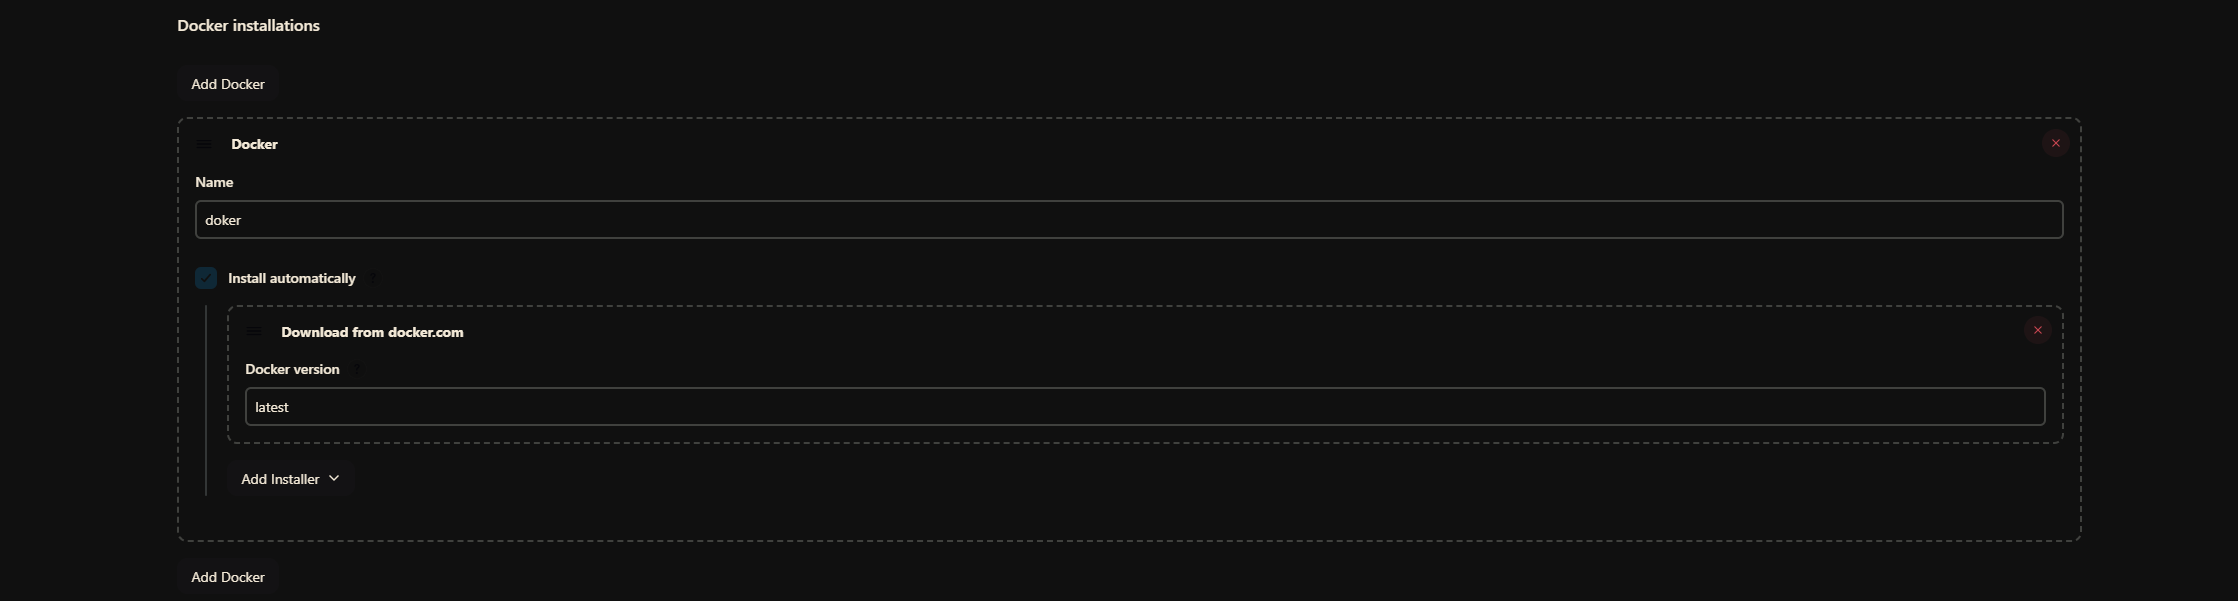 Docker installations
Add Docker
Docker
Name
doker
Install automatically ?
Download from docker.com
Docker version ?
latest
Add Installer
Add Docker